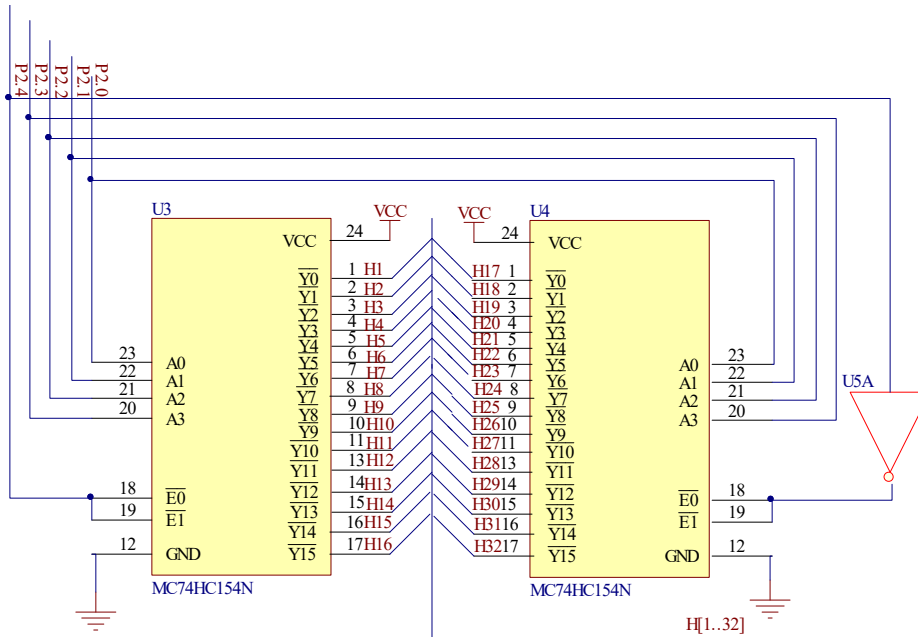 P2.4
P2.3
P2.2
P2.1
P2.0
U3
VCC
24
VCC
Y0 1 H1
Y1 2 H2
Y2 3 H3
Y3 4 H4
Y4 5 H5
Y5 6 H6
Y6 7 H7
Y7 8 H8
Y8 9 H9
Y9 10 H10
Y10 11 H11
Y11 13 H12
Y12 14 H13
Y13 15 H14
Y14 16 H15
Y15 17 H16
23 A0
22 A1
21 A2
20 A3
18 E0
19 E1
12 GND
MC74HC154N
VCC
U4
24
VCC
H17 1 Y0
H18 2 Y1
H19 3 Y2
H20 4 Y3
H21 5 Y4
H22 6 Y5
H23 7 Y6
H24 8 Y7
H25 9 Y8
H26 10 Y9
H27 11 Y10
H28 13 Y11
H29 14 Y12
H30 15 Y13
H31 16 Y14
H32 17 Y15
A0 23
A1 22
A2 21
A3 20
E0 18
E1 19
GND 12
MC74HC154N
U5A
H[1..32]